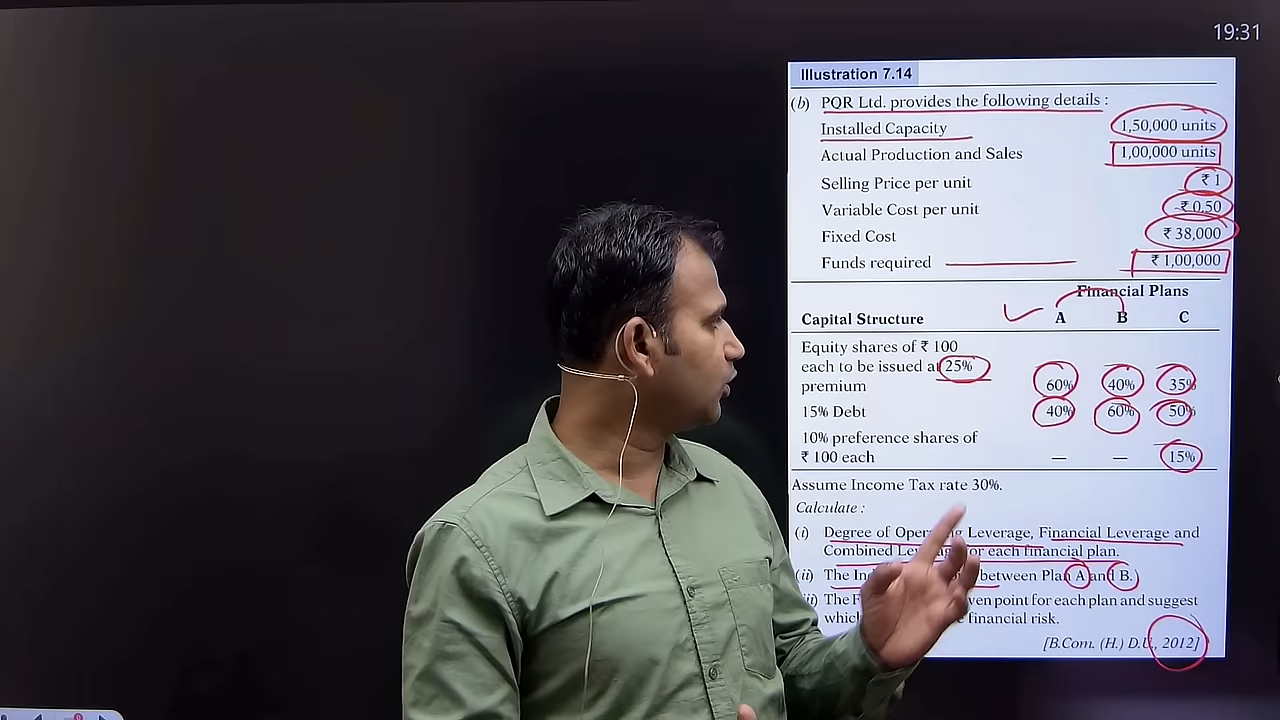 19:31
Illustration 7.14
(b) PQR Ltd. provides the following details :
Installed Capacity 1,50,000 units
Actual Production and Sales 1,00,000 units
Selling Price per unit ₹ 1
Variable Cost per unit ₹ 0.50
Fixed Cost ₹ 38,000
Funds required ₹ 1,00,000
Financial Plans
Capital Structure A B C
Equity shares of ₹ 100
each to be issued at 25%
premium 60% 40% 35%
15% Debt 40% 60% 50%
10% preference shares of
₹ 100 each — — 15%
Assume Income Tax rate 30%.
Calculate :
(i) Degree of Leverage, Financial Leverage and
Combined for each financial plan.
(ii) The between Plan A and B.
The point for each plan and suggest
financial risk.
[B.Com. (H.) D.U., 2012]